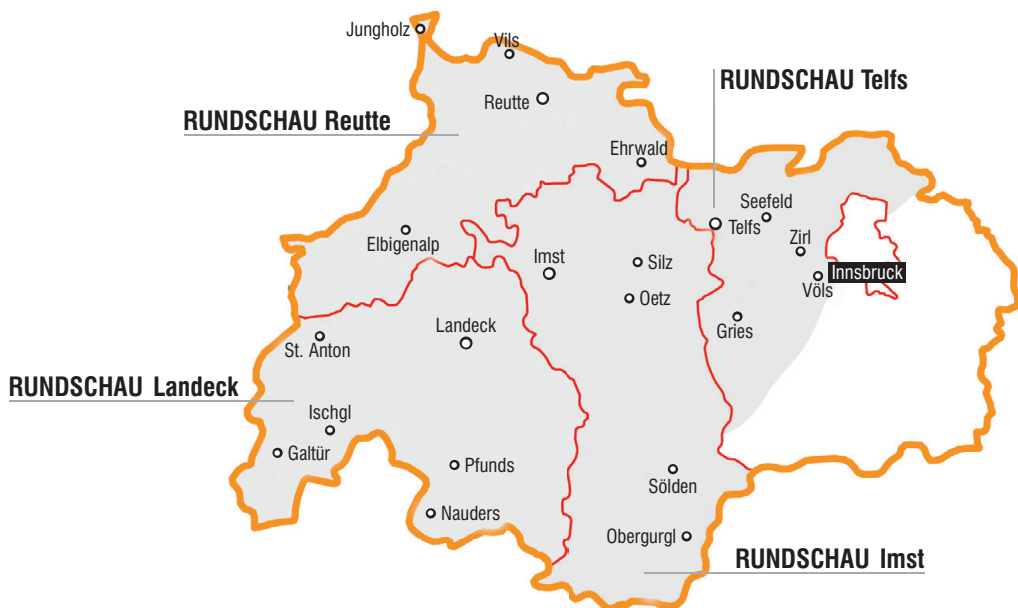 Jungholz
Vils
RUNDSCHAU Telfs
Reutte
RUNDSCHAU Reutte
Ehrwald
Seefeld
Telfs
Elbigenalp
Zirl
Imst
Silz
Innsbruck
Völs
Oetz
Gries
Landeck
St. Anton
RUNDSCHAU Landeck
Ischgl
Galtür
Pfunds
Sölden
Nauders
Obergurgl
RUNDSCHAU Imst